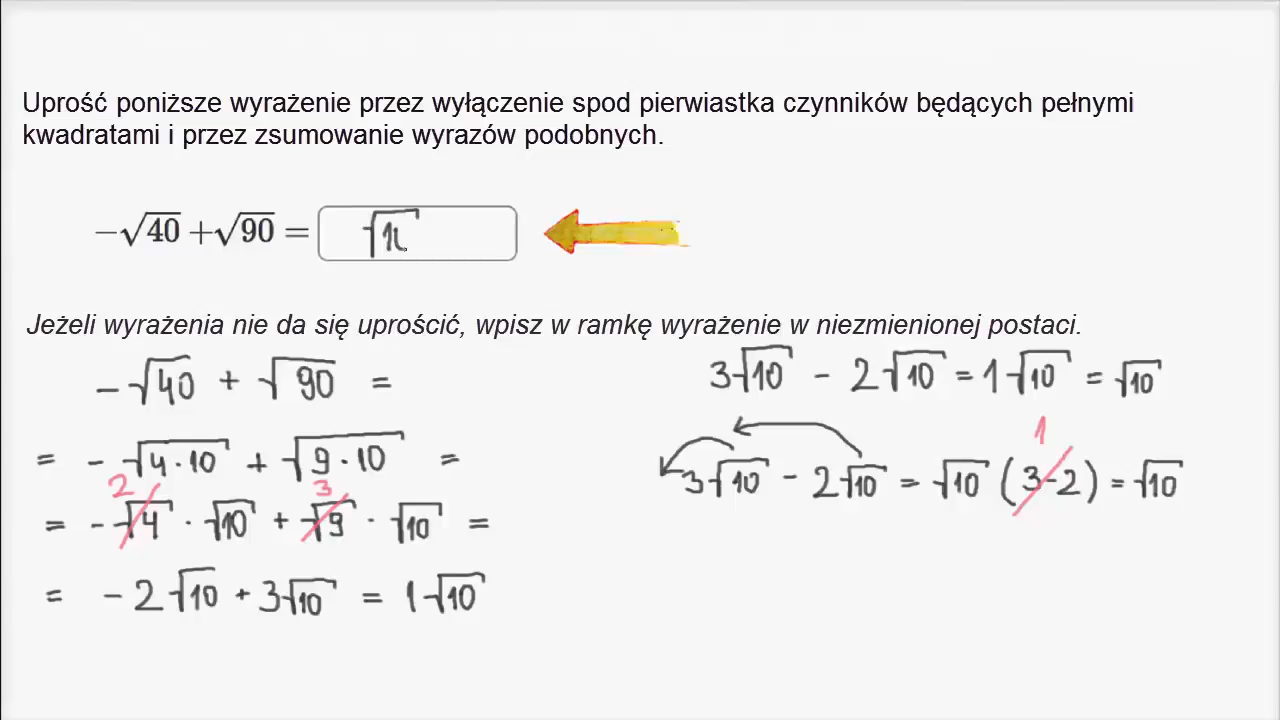 Uprość poniższe wyrażenie przez wyłączenie spod pierwiastka czynników będących pełnymi
kwadratami i przez zsumowanie wyrazów podobnych.
−√40 +√90 = √10
Jeżeli wyrażenia nie da się uprościć, wpisz w ramkę wyrażenie w niezmienionej postaci.
−√40 + √90 =
= −√4·10 + √9·10 =
2 3
= −√4 · √10 + √9 · √10 =
= −2√10 + 3√10 = 1√10
3√10 − 2√10 = 1√10 = √10
1
3√10 − 2√10 = √10 (3−2) = √10